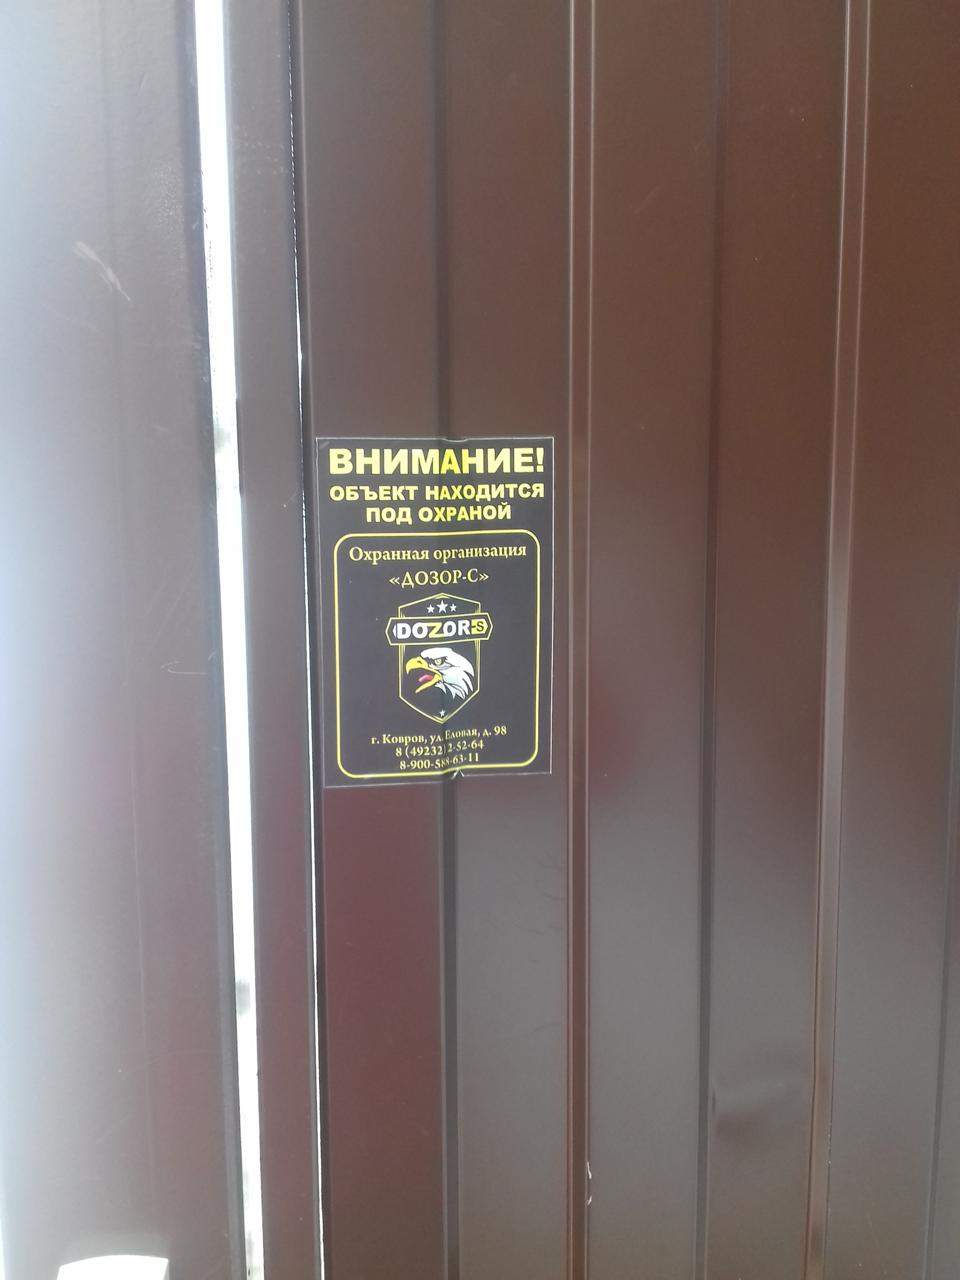 ВНИМАНИЕ!
ОБЪЕКТ НАХОДИТСЯ
ПОД ОХРАНОЙ
Охранная организация
«ДОЗОР-С»
DOZOR-S
г. Ковров, ул. Еловая, д. 98
8 (49232) 2-52-64
8-900-588-63-11